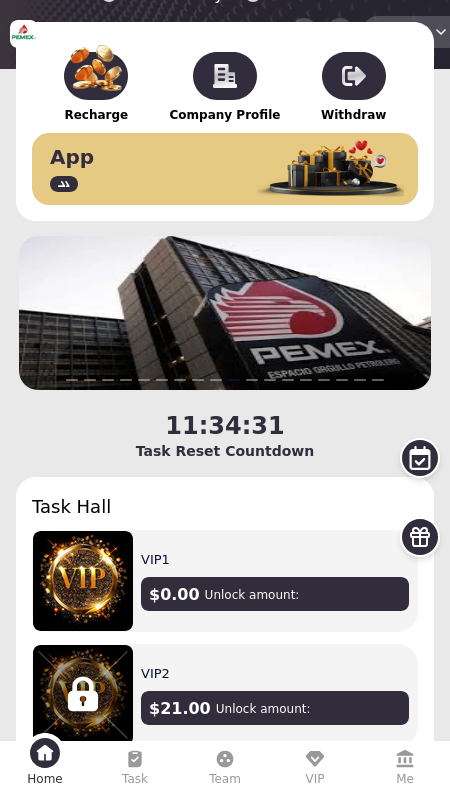 PEMEX
Recharge
Company Profile
Withdraw
App
PEMEX
ESPACIO ORGULLO PETROLERO
11:34:31
Task Reset Countdown
Task Hall
VIP
VIP1
$0.00 Unlock amount:
VIP
VIP2
$21.00 Unlock amount:
Home
Task
Team
VIP
Me